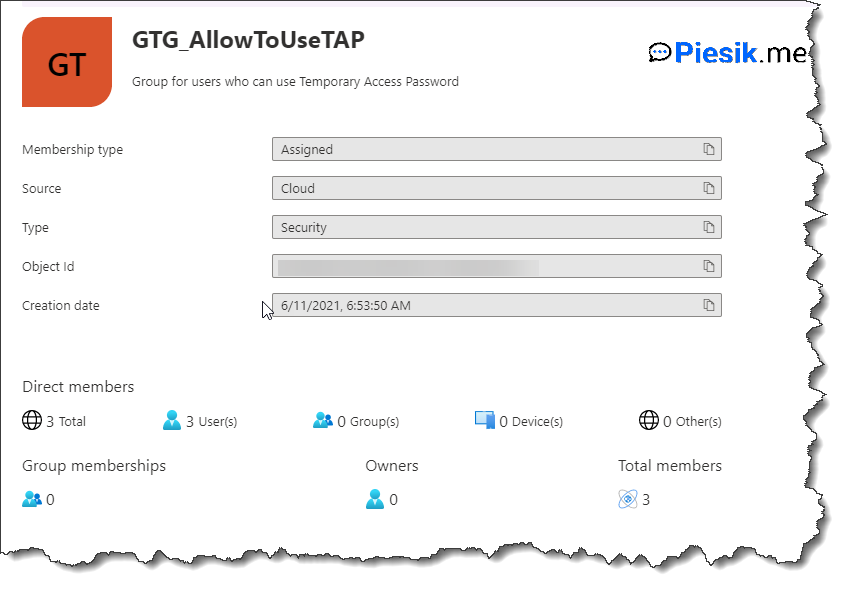 GT
GTG_AllowToUseTAP
Piesik.me
Group for users who can use Temporary Access Password
Membership type Assigned
Source Cloud
Type Security
Object Id
Creation date 6/11/2021, 6:53:50 AM
Direct members
3 Total 3 User(s) 0 Group(s) 0 Device(s) 0 Other(s)
Group memberships Owners Total members
0 0 3